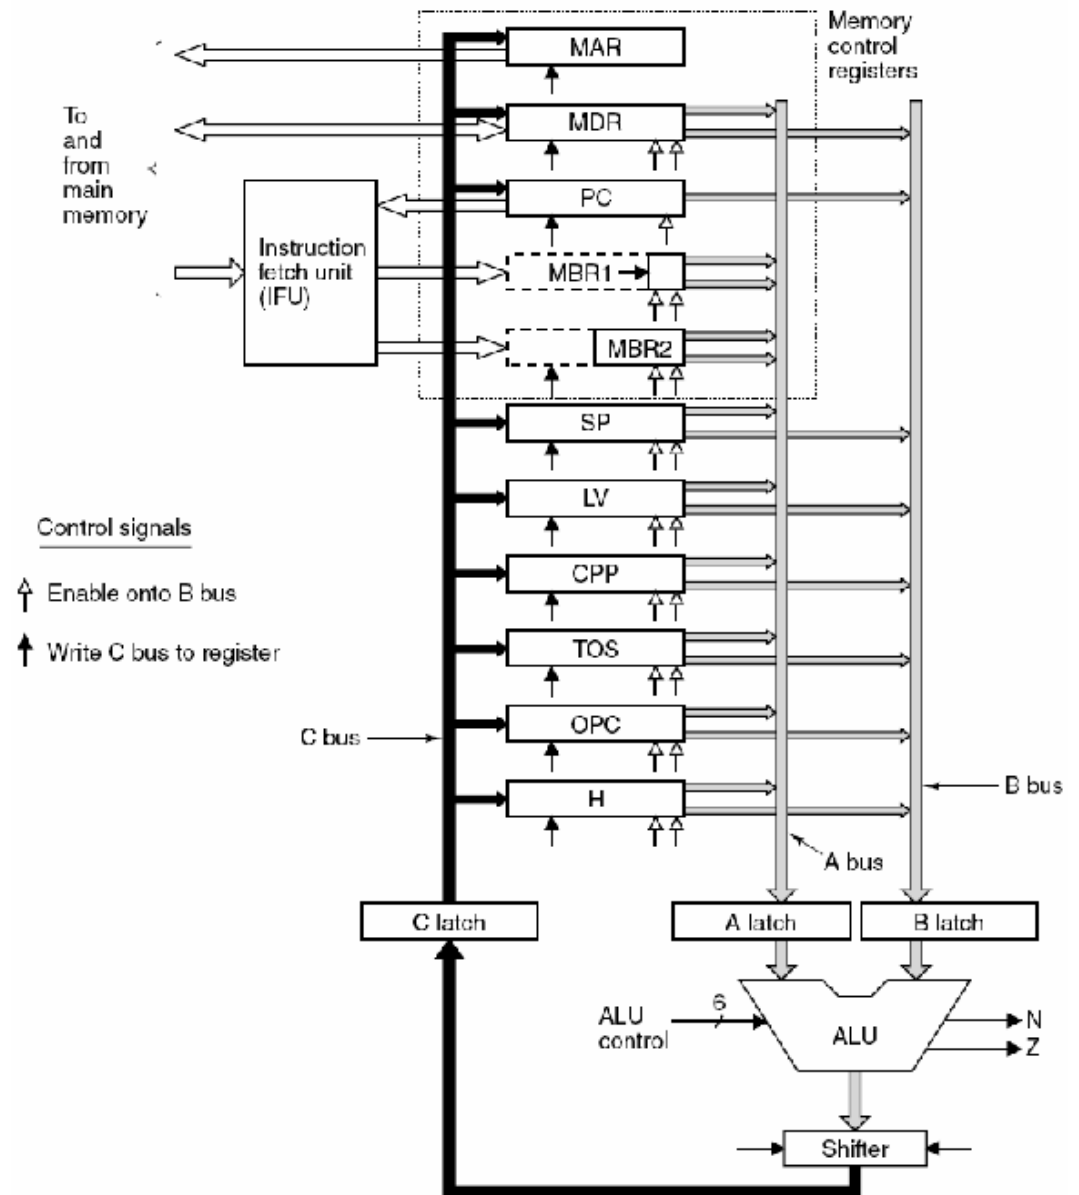 MAR
Memory
control
registers
To
and
from
main
memory
MDR
PC
Instruction
fetch unit
(IFU)
MBR1
MBR2
SP
LV
Control signals
CPP
Enable onto B bus
TOS
Write C bus to register
OPC
C bus
H
B bus
A bus
C latch
A latch
B latch
6
ALU
control
ALU
N
Z
Shifter